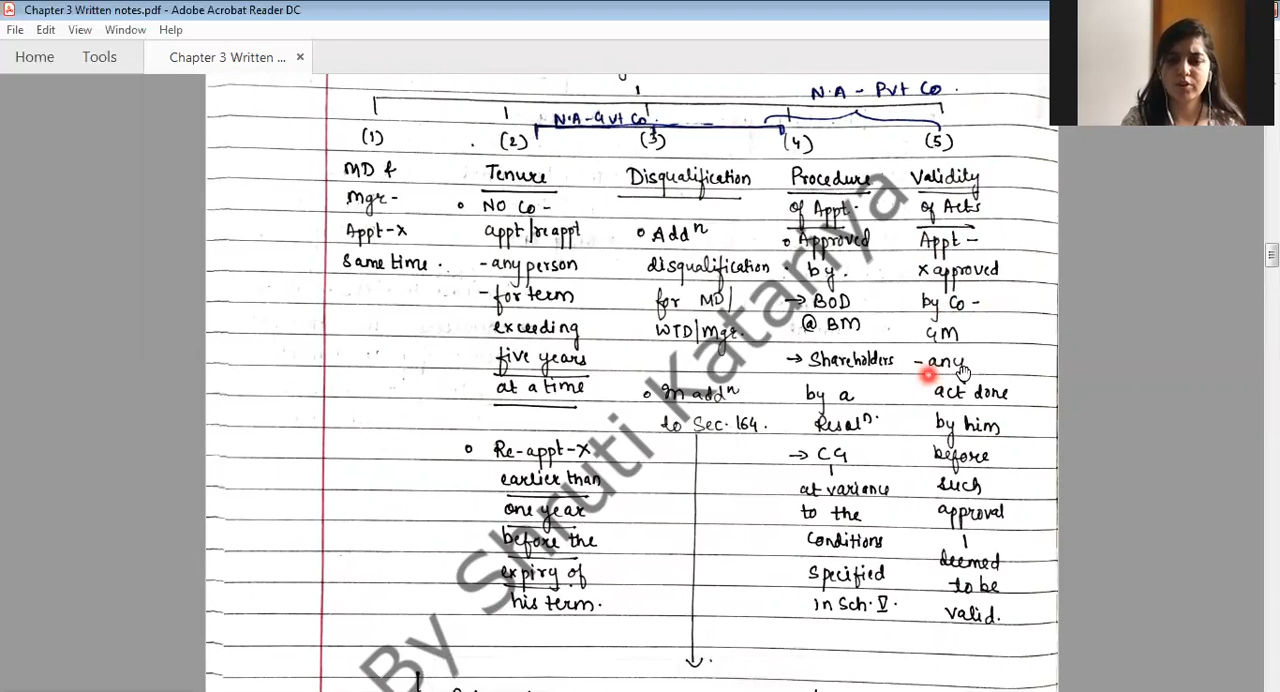 Chapter 3 Written notes.pdf - Adobe Acrobat Reader DC
File Edit View Window Help
Home Tools Chapter 3 Written ... ×
N.A - Pvt Co.
N.A - Gvt Co
(1) (2) (3) (4) (5)
MD &
Mgr-
Appt-x
Same time.
Tenure
NO Co -
appt/reappt
- any person
- for term
exceeding
five years
at a time
Re-appt-x
earlier than
one year
before the
expiry of
his term.
Disqualification
Addn
disqualification
for MD/
WTD/Mgr.
In addn
to Sec. 164.
Procedure
of Appt.
Approved
by.
→ BOD
@ BM
→ Shareholders
by a
Resoln.
→ CG
at variance
to the
Conditions
Specified
in Sch. V.
Validity
of Acts
Appt-
x approved
by Co -
GM
- any
act done
by him
before
such
approval
deemed
to be
valid.
By Shruti Katariya